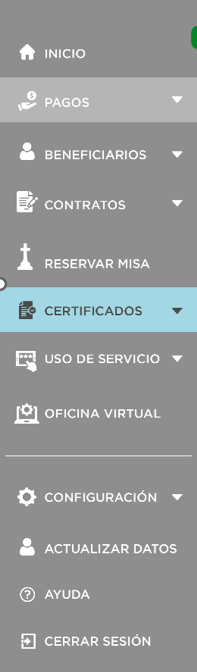 INICIO
PAGOS
BENEFICIARIOS
CONTRATOS
RESERVAR MISA
CERTIFICADOS
USO DE SERVICIO
OFICINA VIRTUAL
CONFIGURACIÓN
ACTUALIZAR DATOS
AYUDA
CERRAR SESIÓN